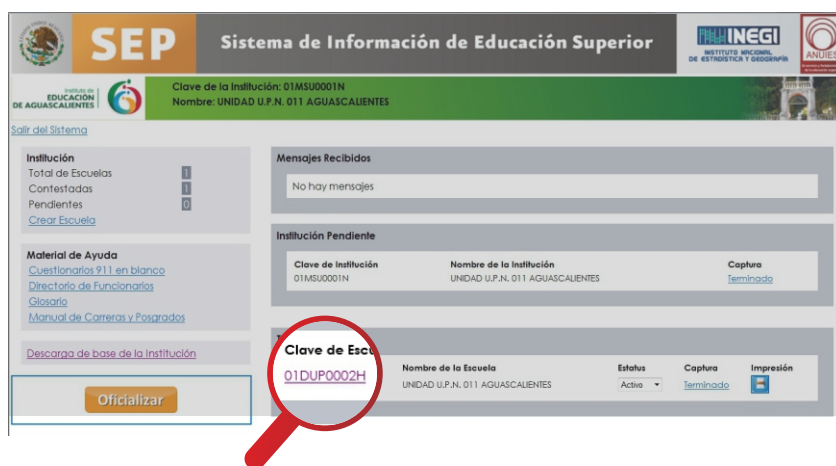 SEP
Sistema de Información de Educación Superior
INEGI
INSTITUTO NACIONAL
DE ESTADÍSTICA Y GEOGRAFÍA
ANUIES
Instituto de
EDUCACIÓN
DE AGUASCALIENTES
Clave de la Institución: 01MSU0001N
Nombre: UNIDAD U.P.N. 011 AGUASCALIENTES
Salir del Sistema
Institución
Total de Escuelas 1
Contestadas 1
Pendientes 0
Crear Escuela
Material de Ayuda
Cuestionarios 911 en blanco
Directorio de Funcionarios
Glosario
Manual de Carreras y Posgrados
Descarga de base de la Institución
Oficializar
Mensajes Recibidos
No hay mensajes
Institución Pendiente
Clave de Institución Nombre de la Institución Captura
01MSU0001N UNIDAD U.P.N. 011 AGUASCALIENTES Terminado
Clave de Escu
Nombre de la Escuela Estatus Captura Impresión
01DUP0002H UNIDAD U.P.N. 011 AGUASCALIENTES Activo Terminado